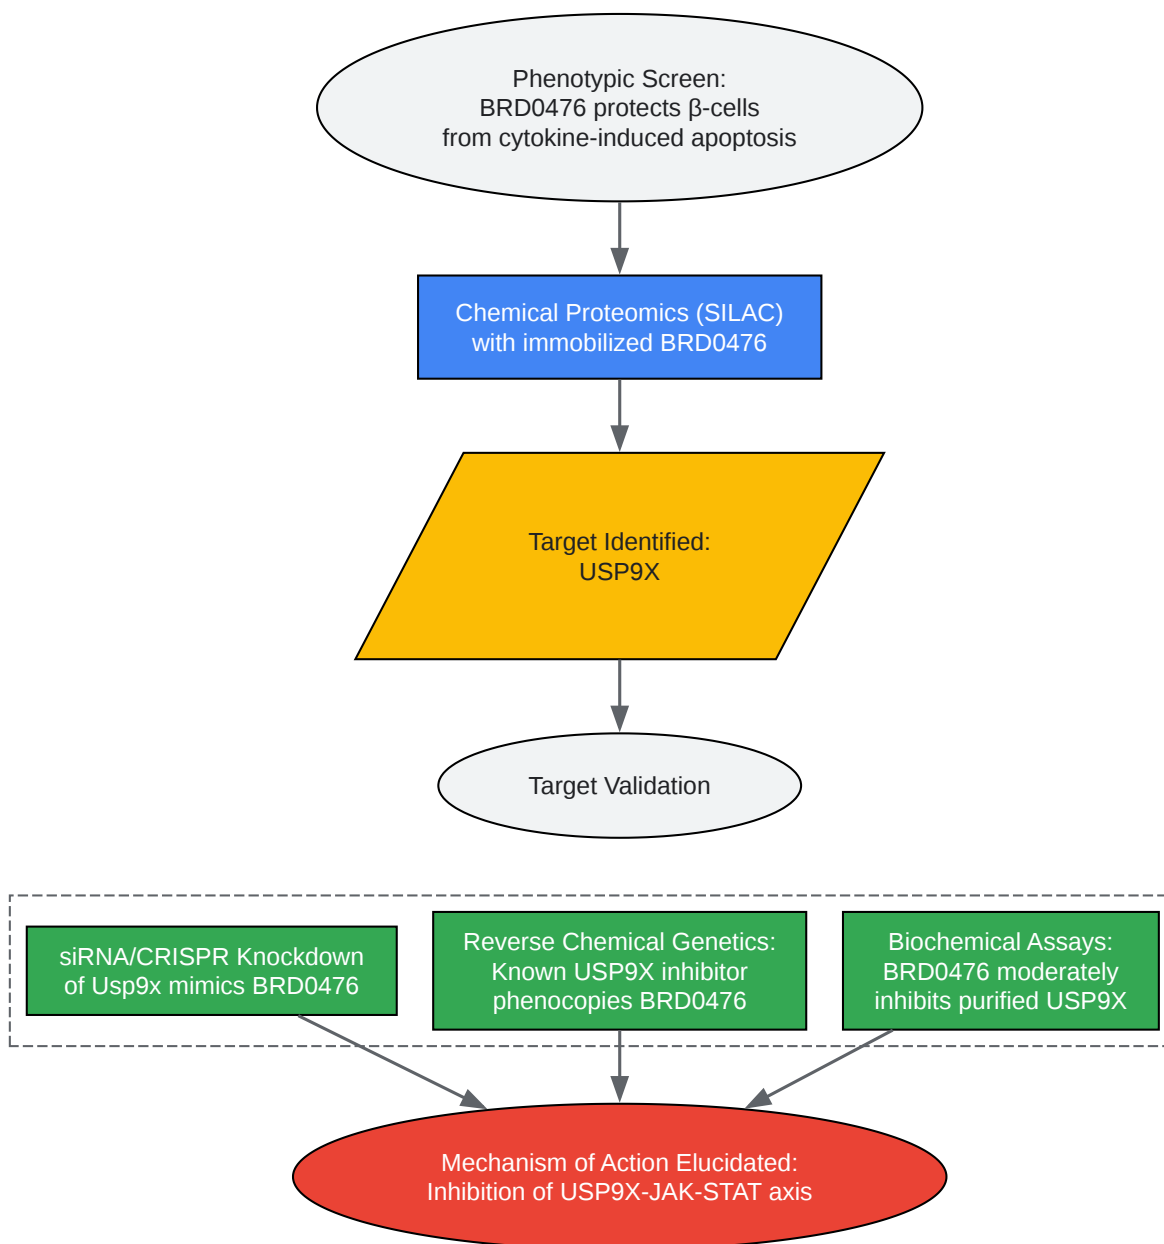 Phenotypic Screen:
BRD0476 protects β-cells
from cytokine-induced apoptosis
Chemical Proteomics (SILAC)
with immobilized BRD0476
Target Identified:
USP9X
Target Validation
siRNA/CRISPR Knockdown
of Usp9x mimics BRD0476
Reverse Chemical Genetics:
Known USP9X inhibitor
phenocopies BRD0476
Biochemical Assays:
BRD0476 moderately
inhibits purified USP9X
Mechanism of Action Elucidated:
Inhibition of USP9X-JAK-STAT axis